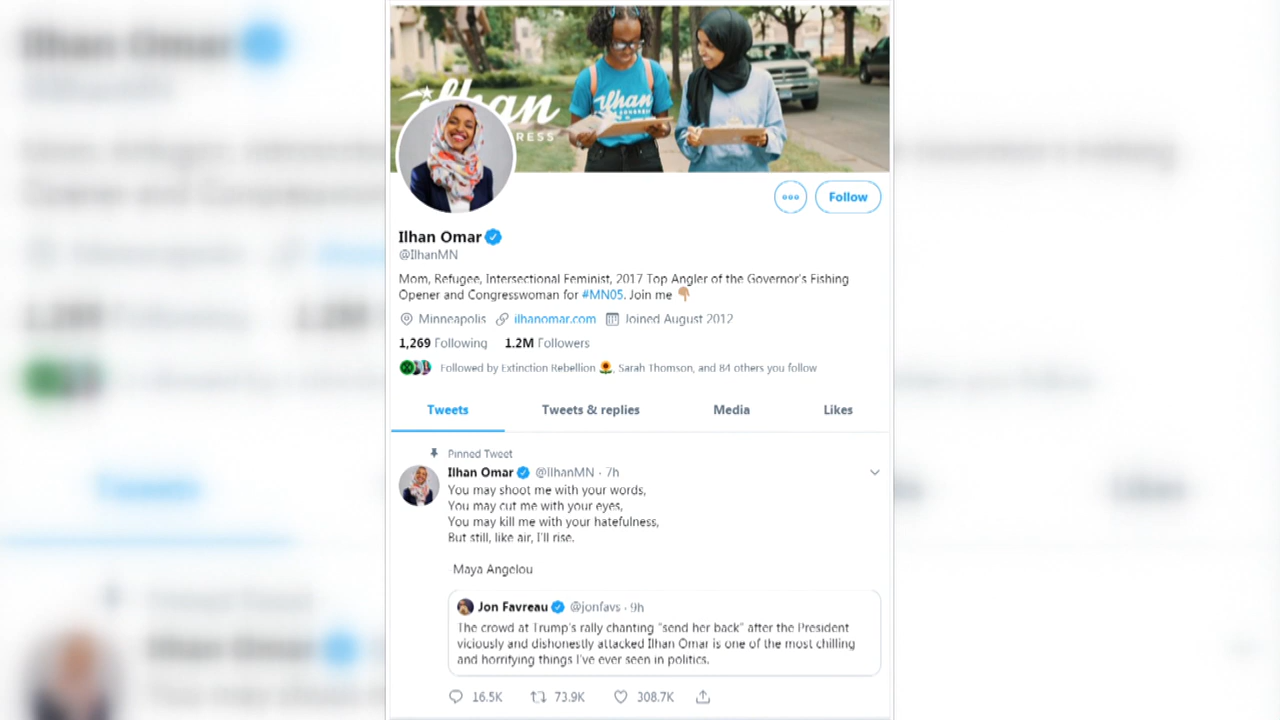 Ilhan
RESS
Ilhan
Follow
Ilhan Omar
@IlhanMN
Mom, Refugee, Intersectional Feminist, 2017 Top Angler of the Governor's Fishing
Opener and Congresswoman for #MN05. Join me 👇🏽
Minneapolis ilhanomar.com Joined August 2012
1,269 Following 1.2M Followers
Followed by Extinction Rebellion 🌻, Sarah Thomson, and 84 others you follow
Tweets Tweets & replies Media Likes
Pinned Tweet
Ilhan Omar @IlhanMN · 7h
You may shoot me with your words,
You may cut me with your eyes,
You may kill me with your hatefulness,
But still, like air, I'll rise.
Maya Angelou
Jon Favreau @jonfavs · 9h
The crowd at Trump's rally chanting "send her back" after the President
viciously and dishonestly attacked Ilhan Omar is one of the most chilling
and horrifying things I've ever seen in politics.
16.5K 73.9K 308.7K